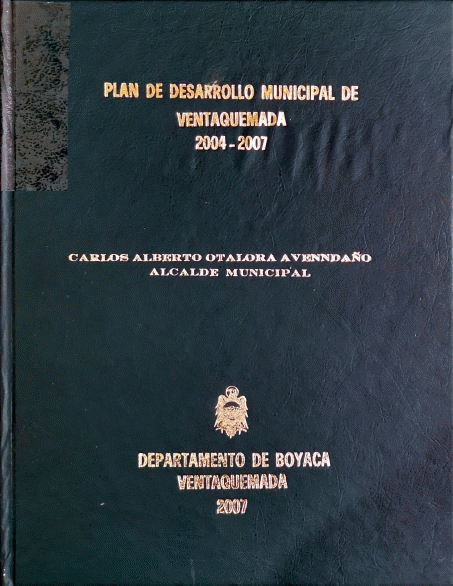 PLAN DE DESARROLLO MUNICIPAL DE
VENTAQUEMADA
2004-2007
CARLOS ALBERTO OTALORA AVENNDAÑO
ALCALDE MUNICIPAL
DEPARTAMENTO DE BOYACA
VENTAQUEMADA
2007